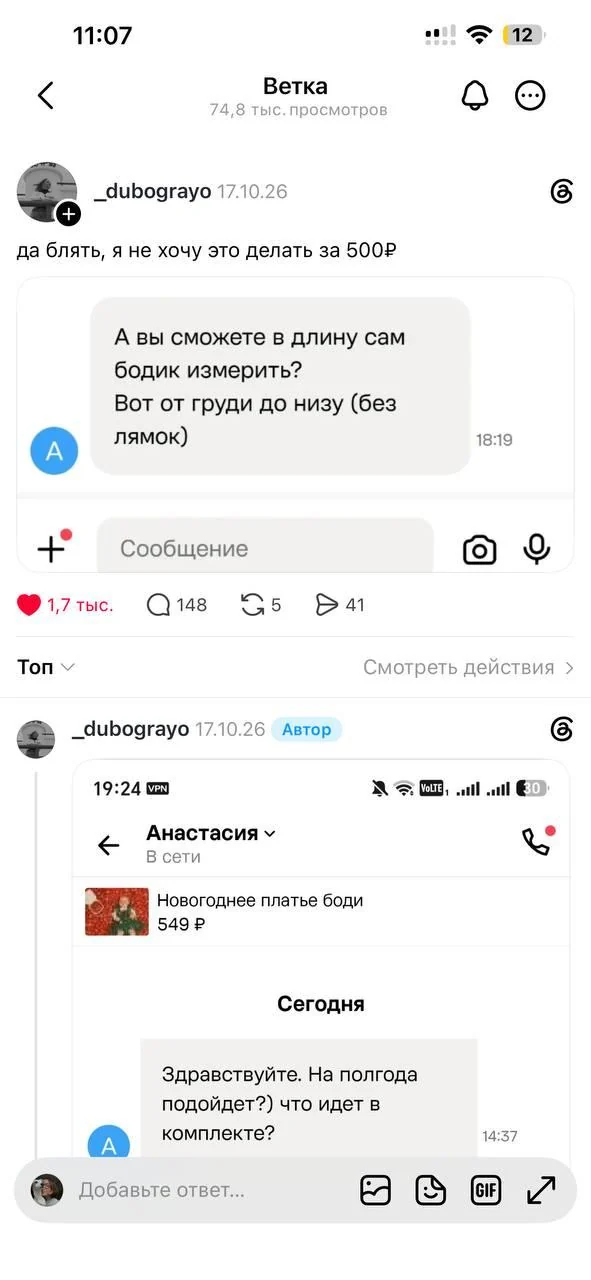 11:07
12
Ветка
74,8 тыс. просмотров
_dubograyo 17.10.26
да блять, я не хочу это делать за 500₽
А вы сможете в длину сам
бодик измерить?
Вот от груди до низу (без
лямок)
18:19
А
Сообщение
1,7 тыс.
148
5
41
Топ
Смотреть действия
_dubograyo 17.10.26 Автор
19:24 VPN
VoLTE
30
Анастасия
В сети
Новогоднее платье боди
549 ₽
Сегодня
Здравствуйте. На полгода
подойдет?) что идет в
комплекте?
14:37
А
Добавьте ответ...
GIF